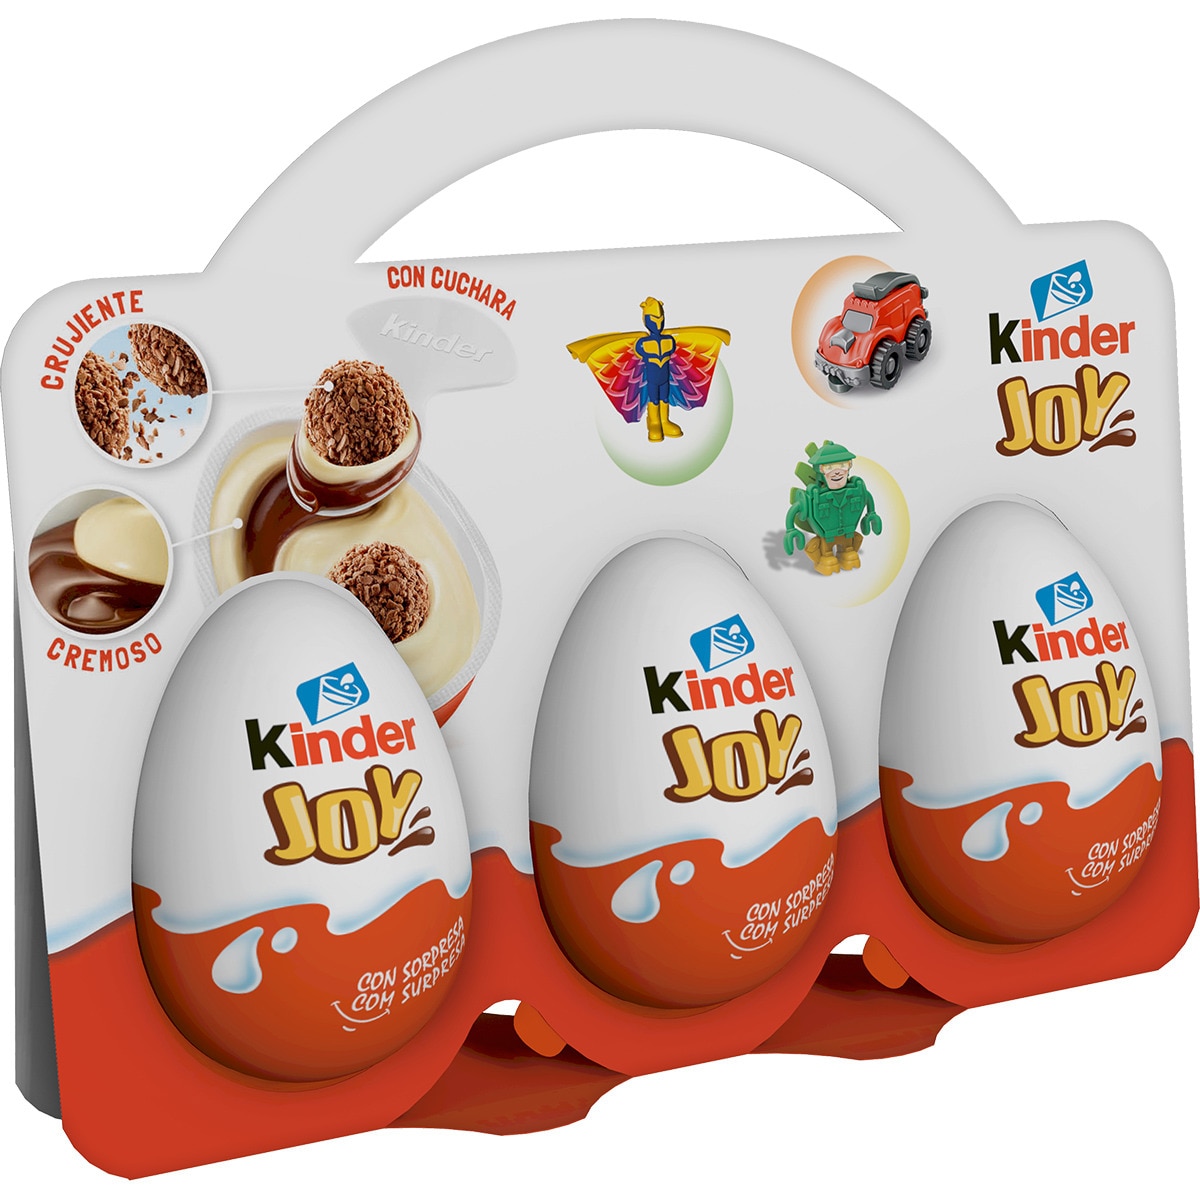 CRUJIENTE
CON CUCHARA
Kinder
CREMOSO
Kinder
JOY
Kinder
JOY
CON SORPRESA
COM SURPRESA
Kinder
JOY
CON SORPRESA
COM SURPRESA
Kinder
JOY
CON SORPRESA
COM SURPRESA